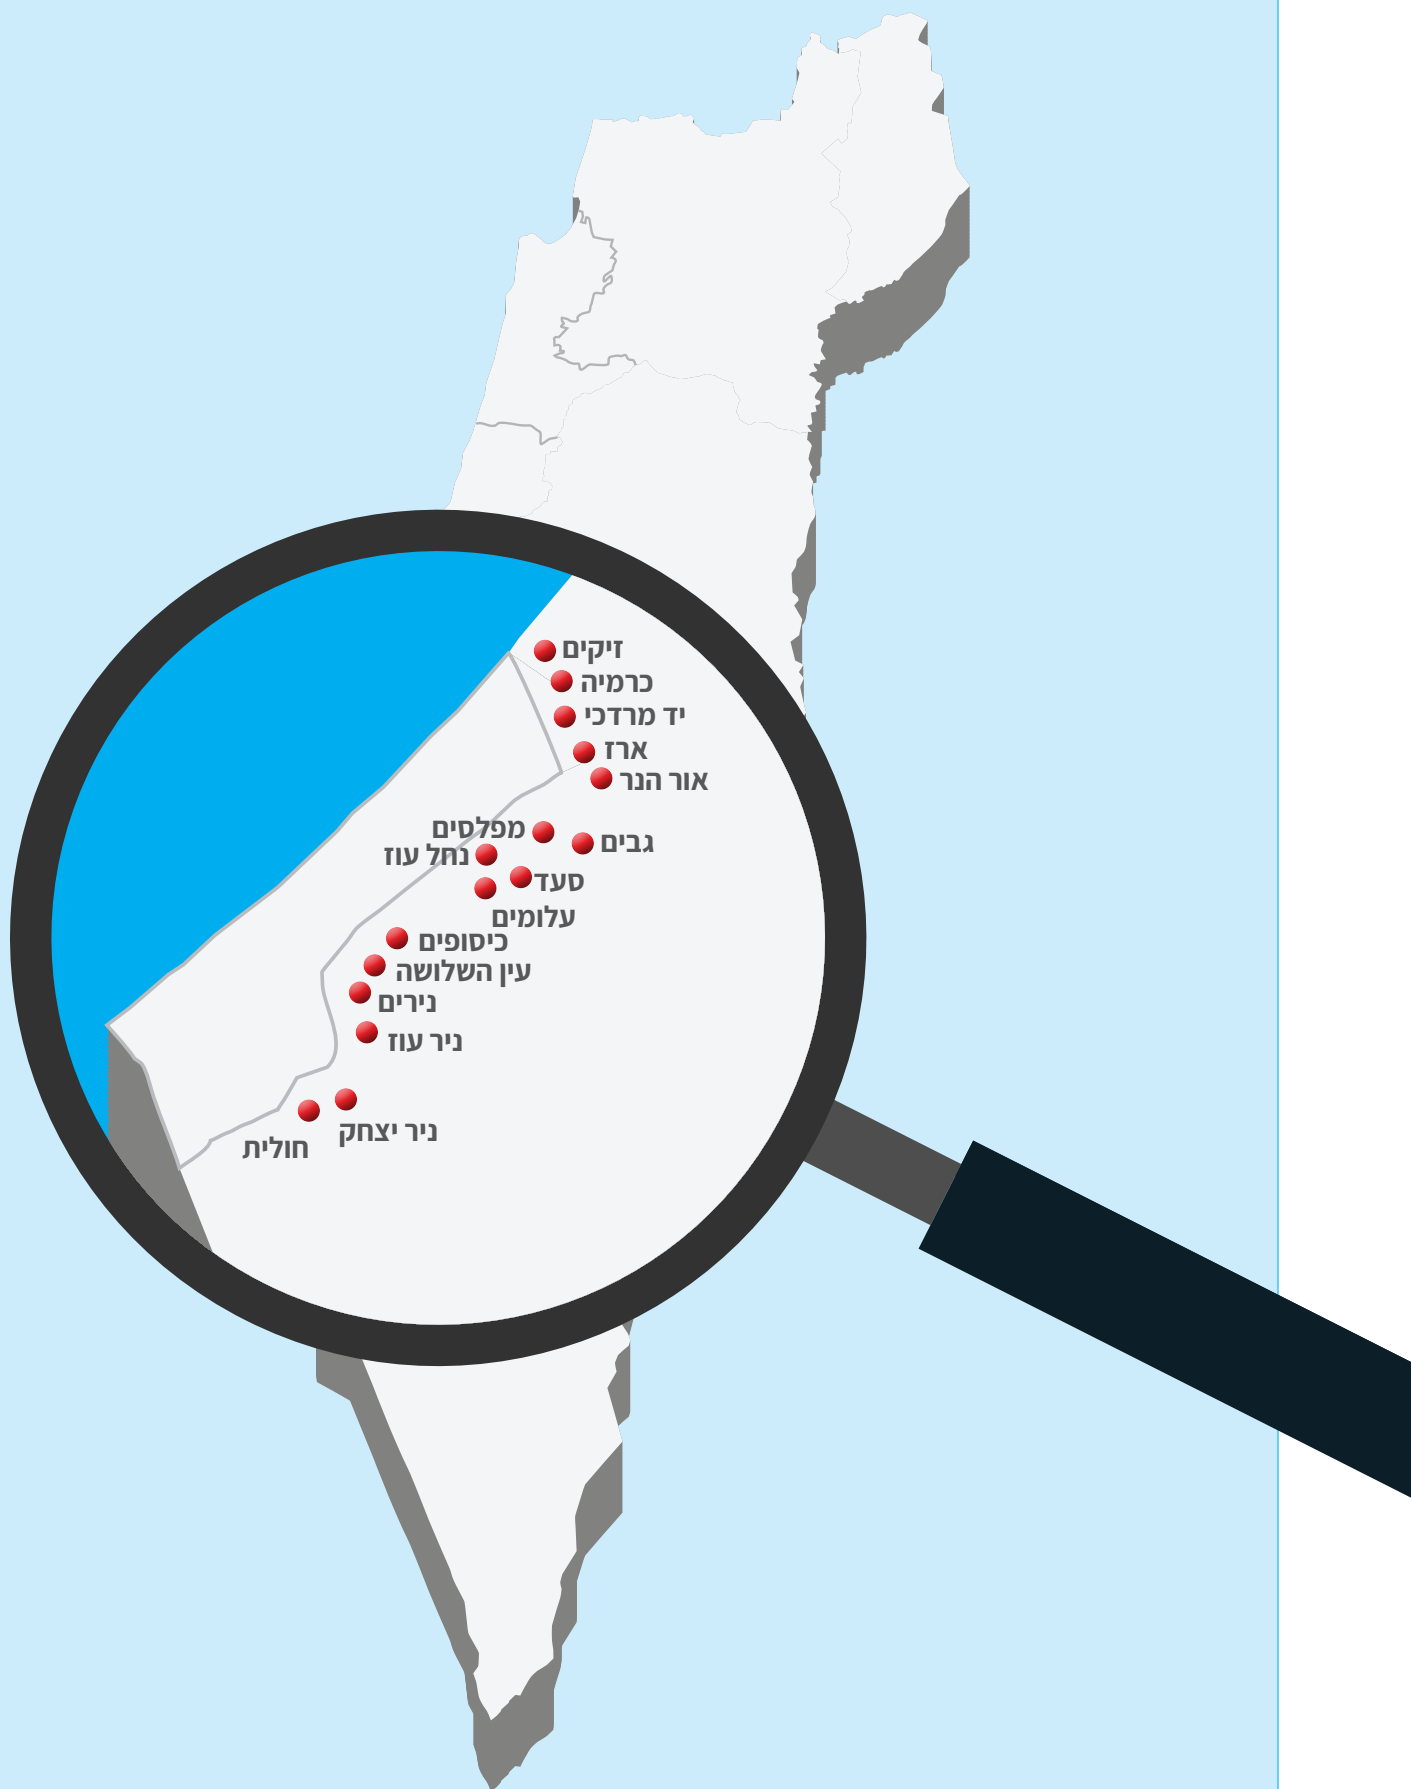 זיקים
כרמיה
יד מרדכי
ארז
אור הנר
מפלסים
גבים
נחל עוז
סעד
עלומים
כיסופים
עין השלושה
נירים
ניר עוז
ניר יצחק
חולית